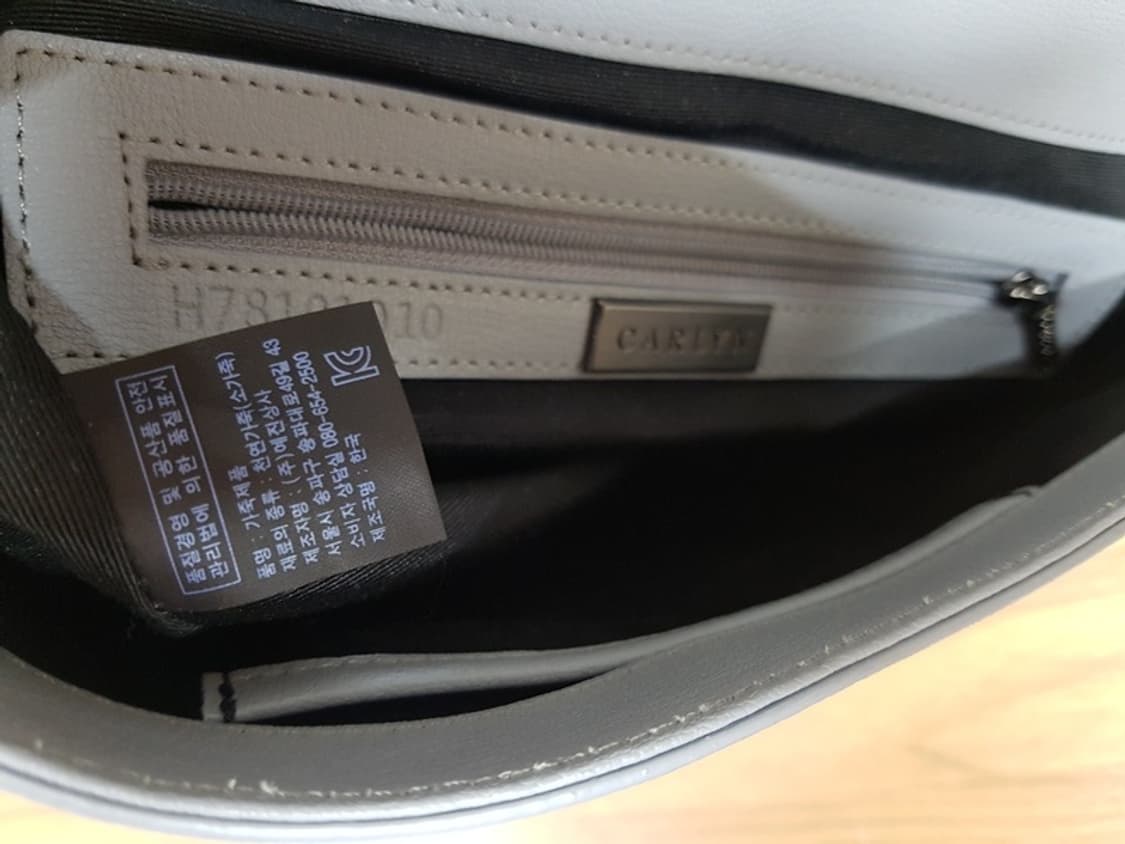 CARLYN
품질경영 및 공산품 안전
관리법에 의한 품질 표시
품명 : 가죽제품
재료의 종류 : 천연가죽(소가죽)
제조자명 : (주)예진상사
서울시 송파구 송파대로49길 43
소비자 상담실 080-654-2500
제조국명 : 한국